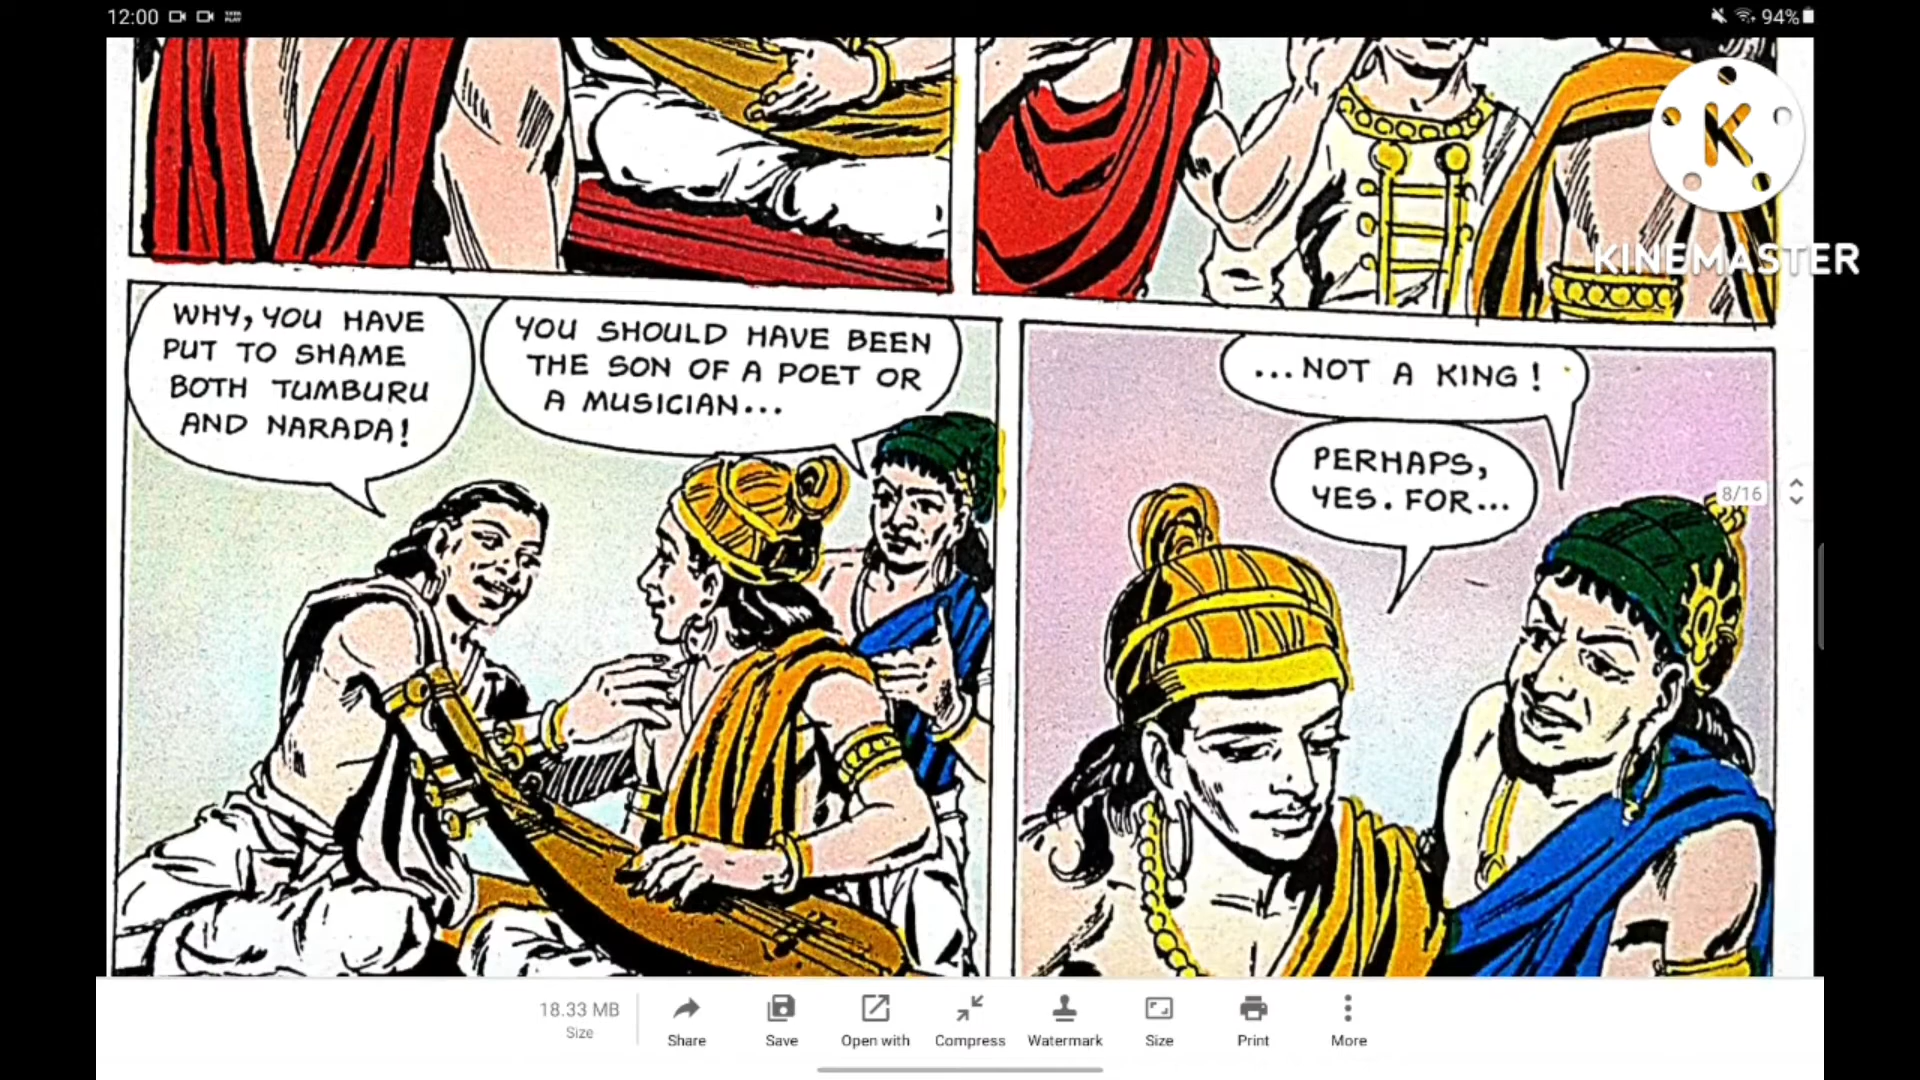 12:00
TATA
PLAY
94%
K
KINEMASTER
WHY, YOU HAVE
PUT TO SHAME
BOTH TUMBURU
AND NARADA!
YOU SHOULD HAVE BEEN
THE SON OF A POET OR
A MUSICIAN...
...NOT A KING!
PERHAPS,
YES. FOR...
8/16
18.33 MB
Size
Share
Save
Open with
Compress
Watermark
Size
Print
More